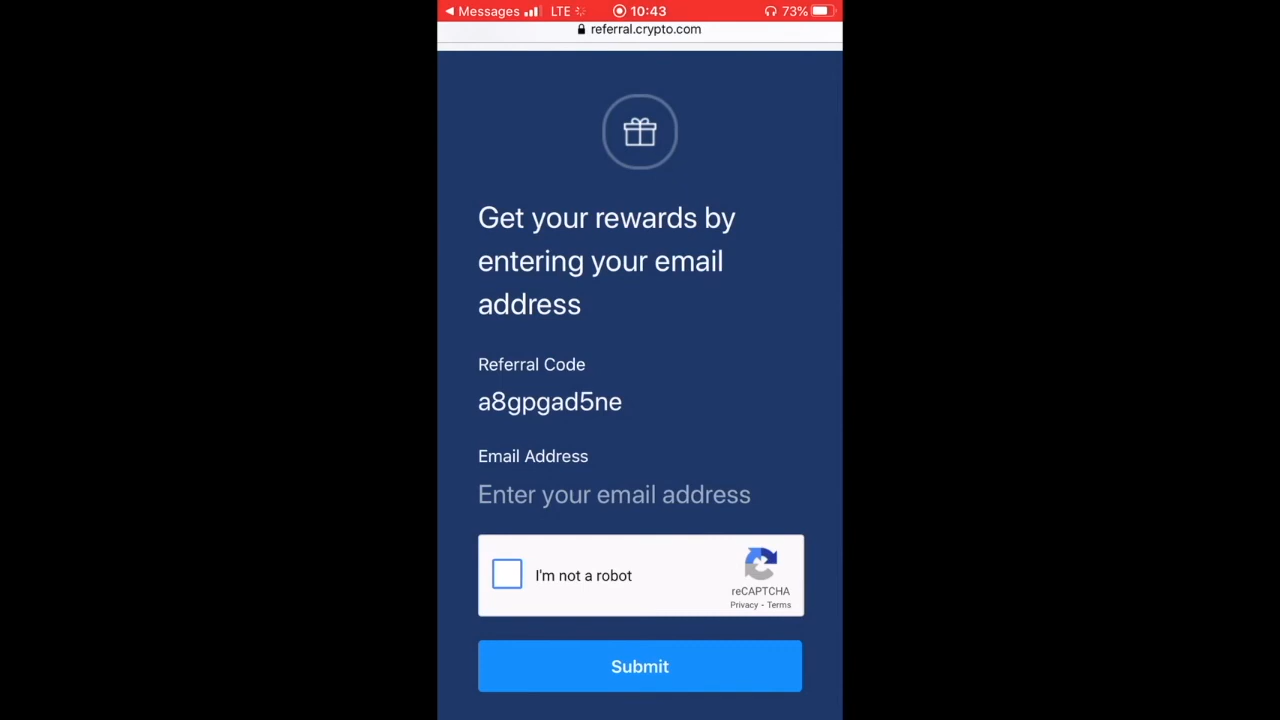 ◀ Messages LTE 10:43 73%
referral.crypto.com
Get your rewards by
entering your email
address
Referral Code
a8gpgad5ne
Email Address
Enter your email address
I'm not a robot
reCAPTCHA
Privacy - Terms
Submit